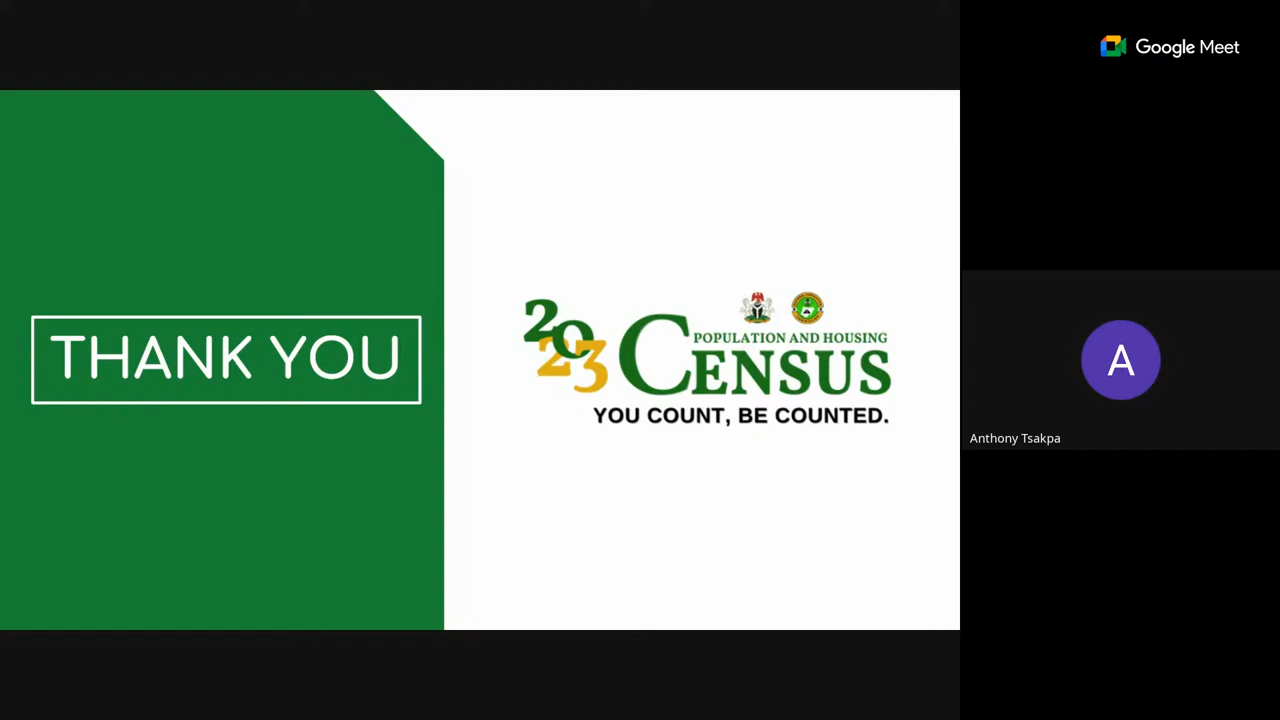 Google Meet
THANK YOU
2023
POPULATION AND HOUSING
CENSUS
YOU COUNT, BE COUNTED.
A
Anthony Tsakpa